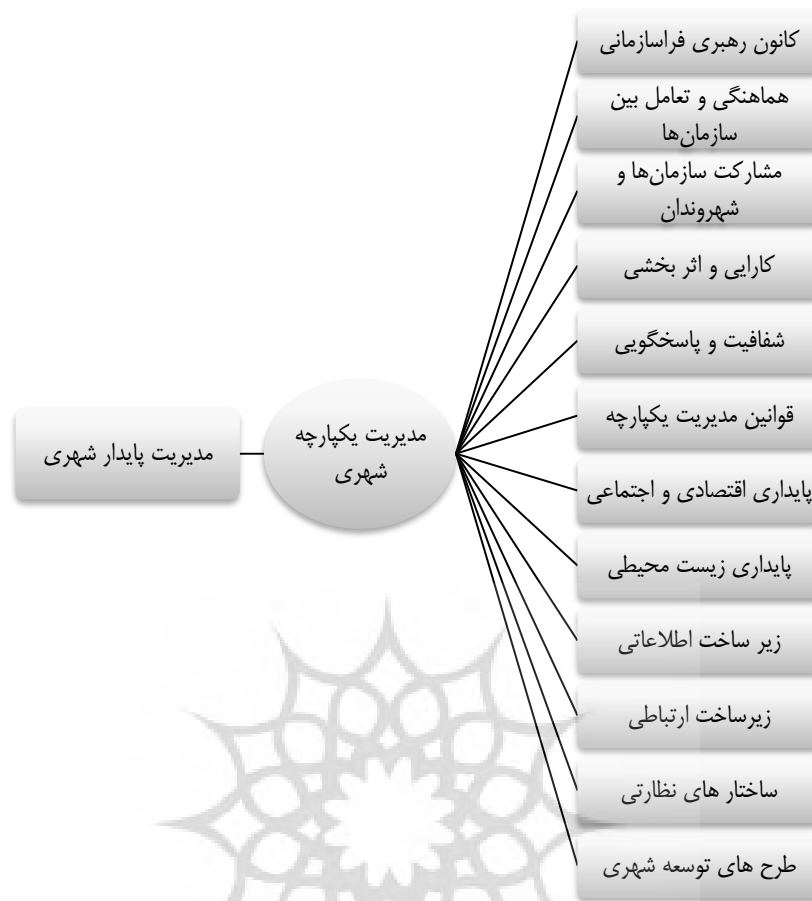 کانون رهبری فراسازمانی
هماهنگی و تعامل بین
سازمان‌ها
مشارکت سازمان‌ها و
شهروندان
کارایی و اثر بخشی
شفافیت و پاسخگویی
قوانین مدیریت یکپارچه
پایداری اقتصادی و اجتماعی
پایداری زیست محیطی
زیر ساخت اطلاعاتی
زیرساخت ارتباطی
ساختار های نظارتی
طرح های توسعه شهری
مدیریت یکپارچه
شهری
مدیریت پایدار شهری